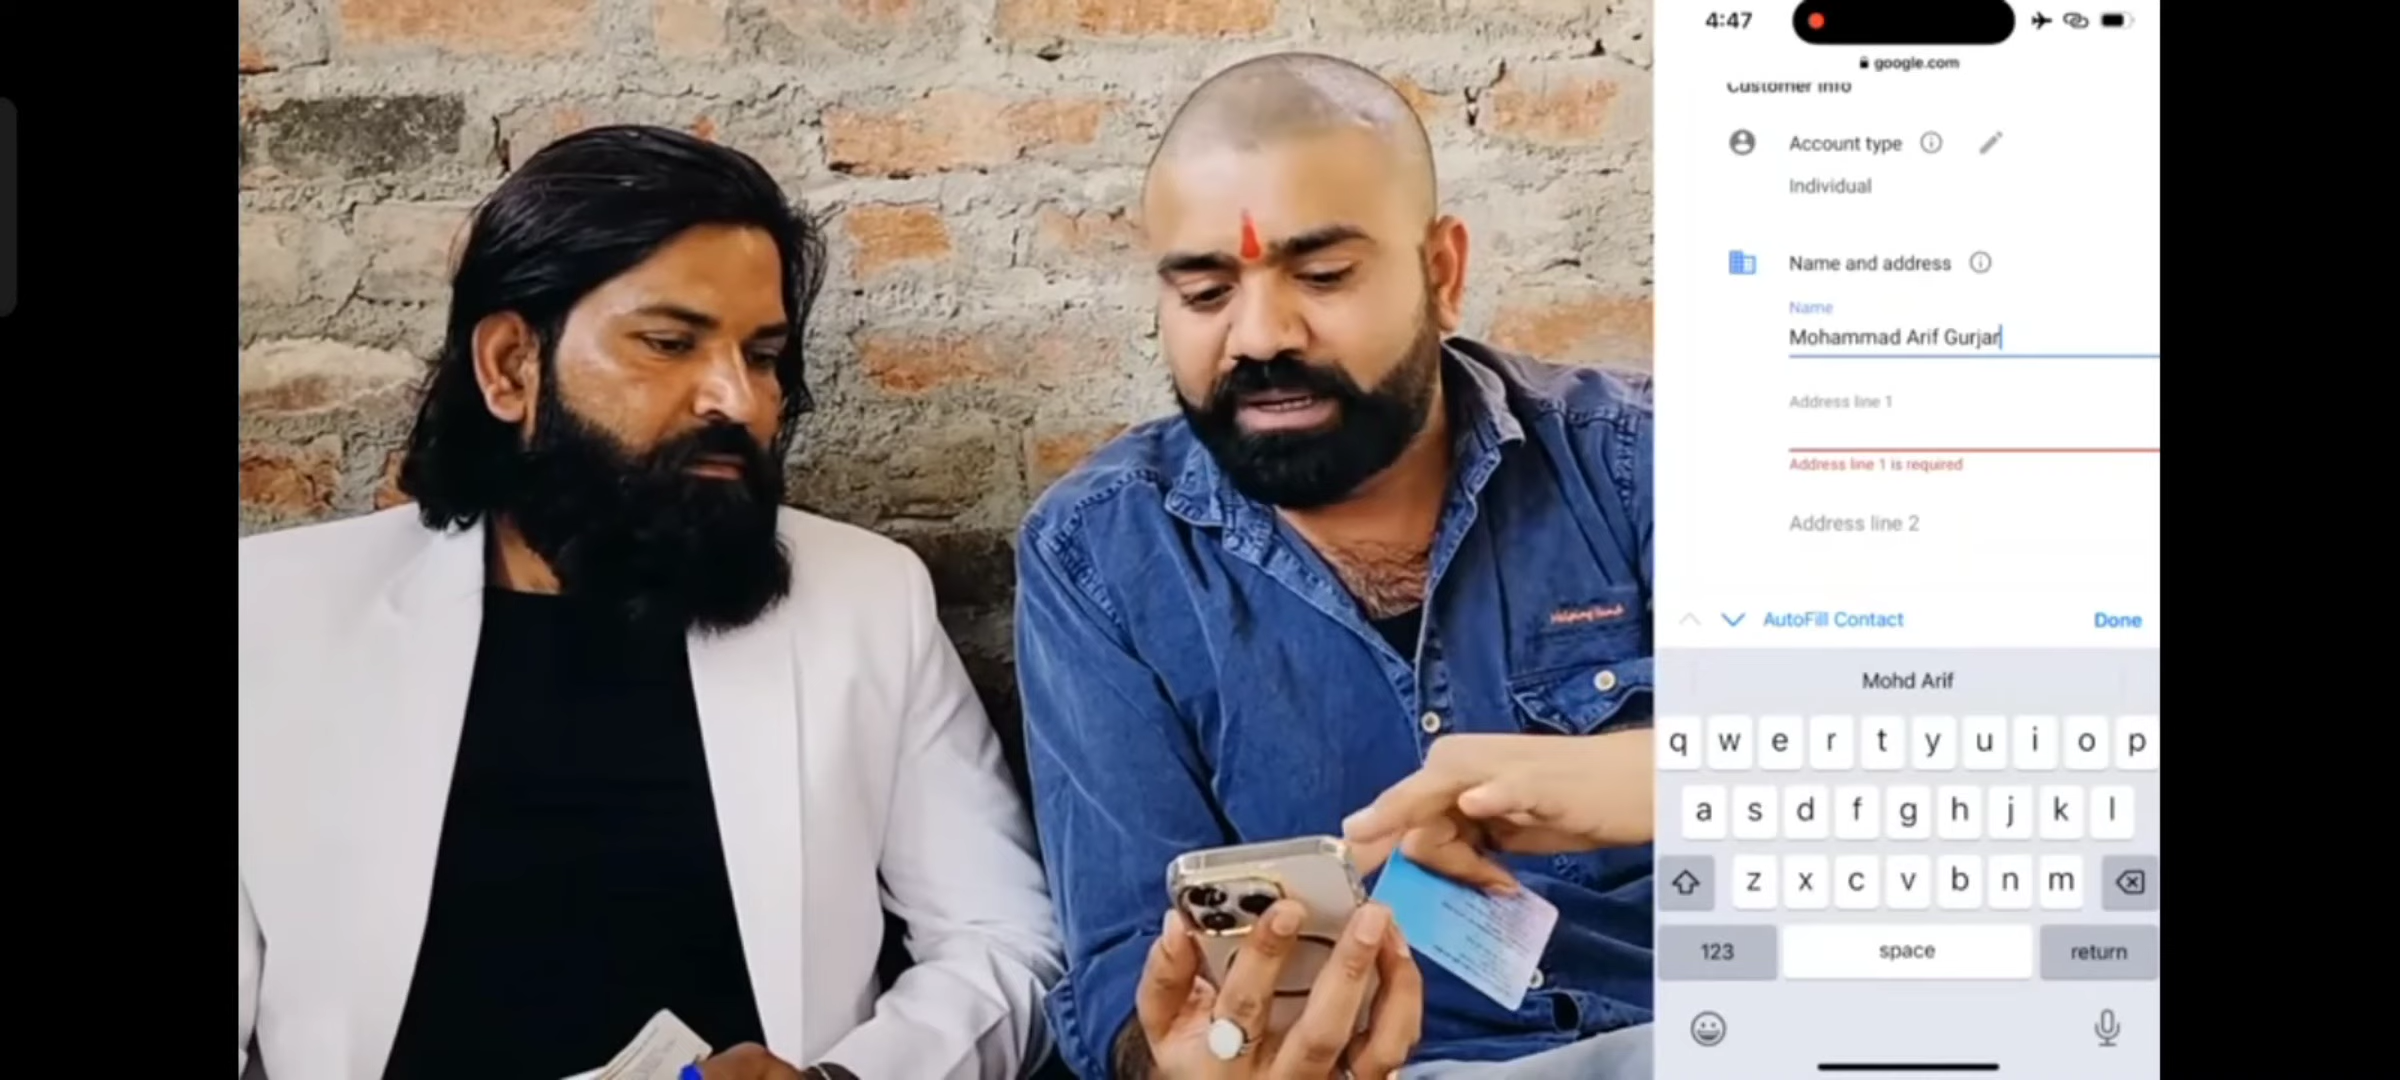 4:47
google.com
Customer info
Account type
Individual
Name and address
Name
Mohammad Arif Gurjar
Address line 1
Address line 1 is required
Address line 2
AutoFill Contact
Done
Mohd Arif
q w e r t y u i o p
a s d f g h j k l
z x c v b n m
123
space
return